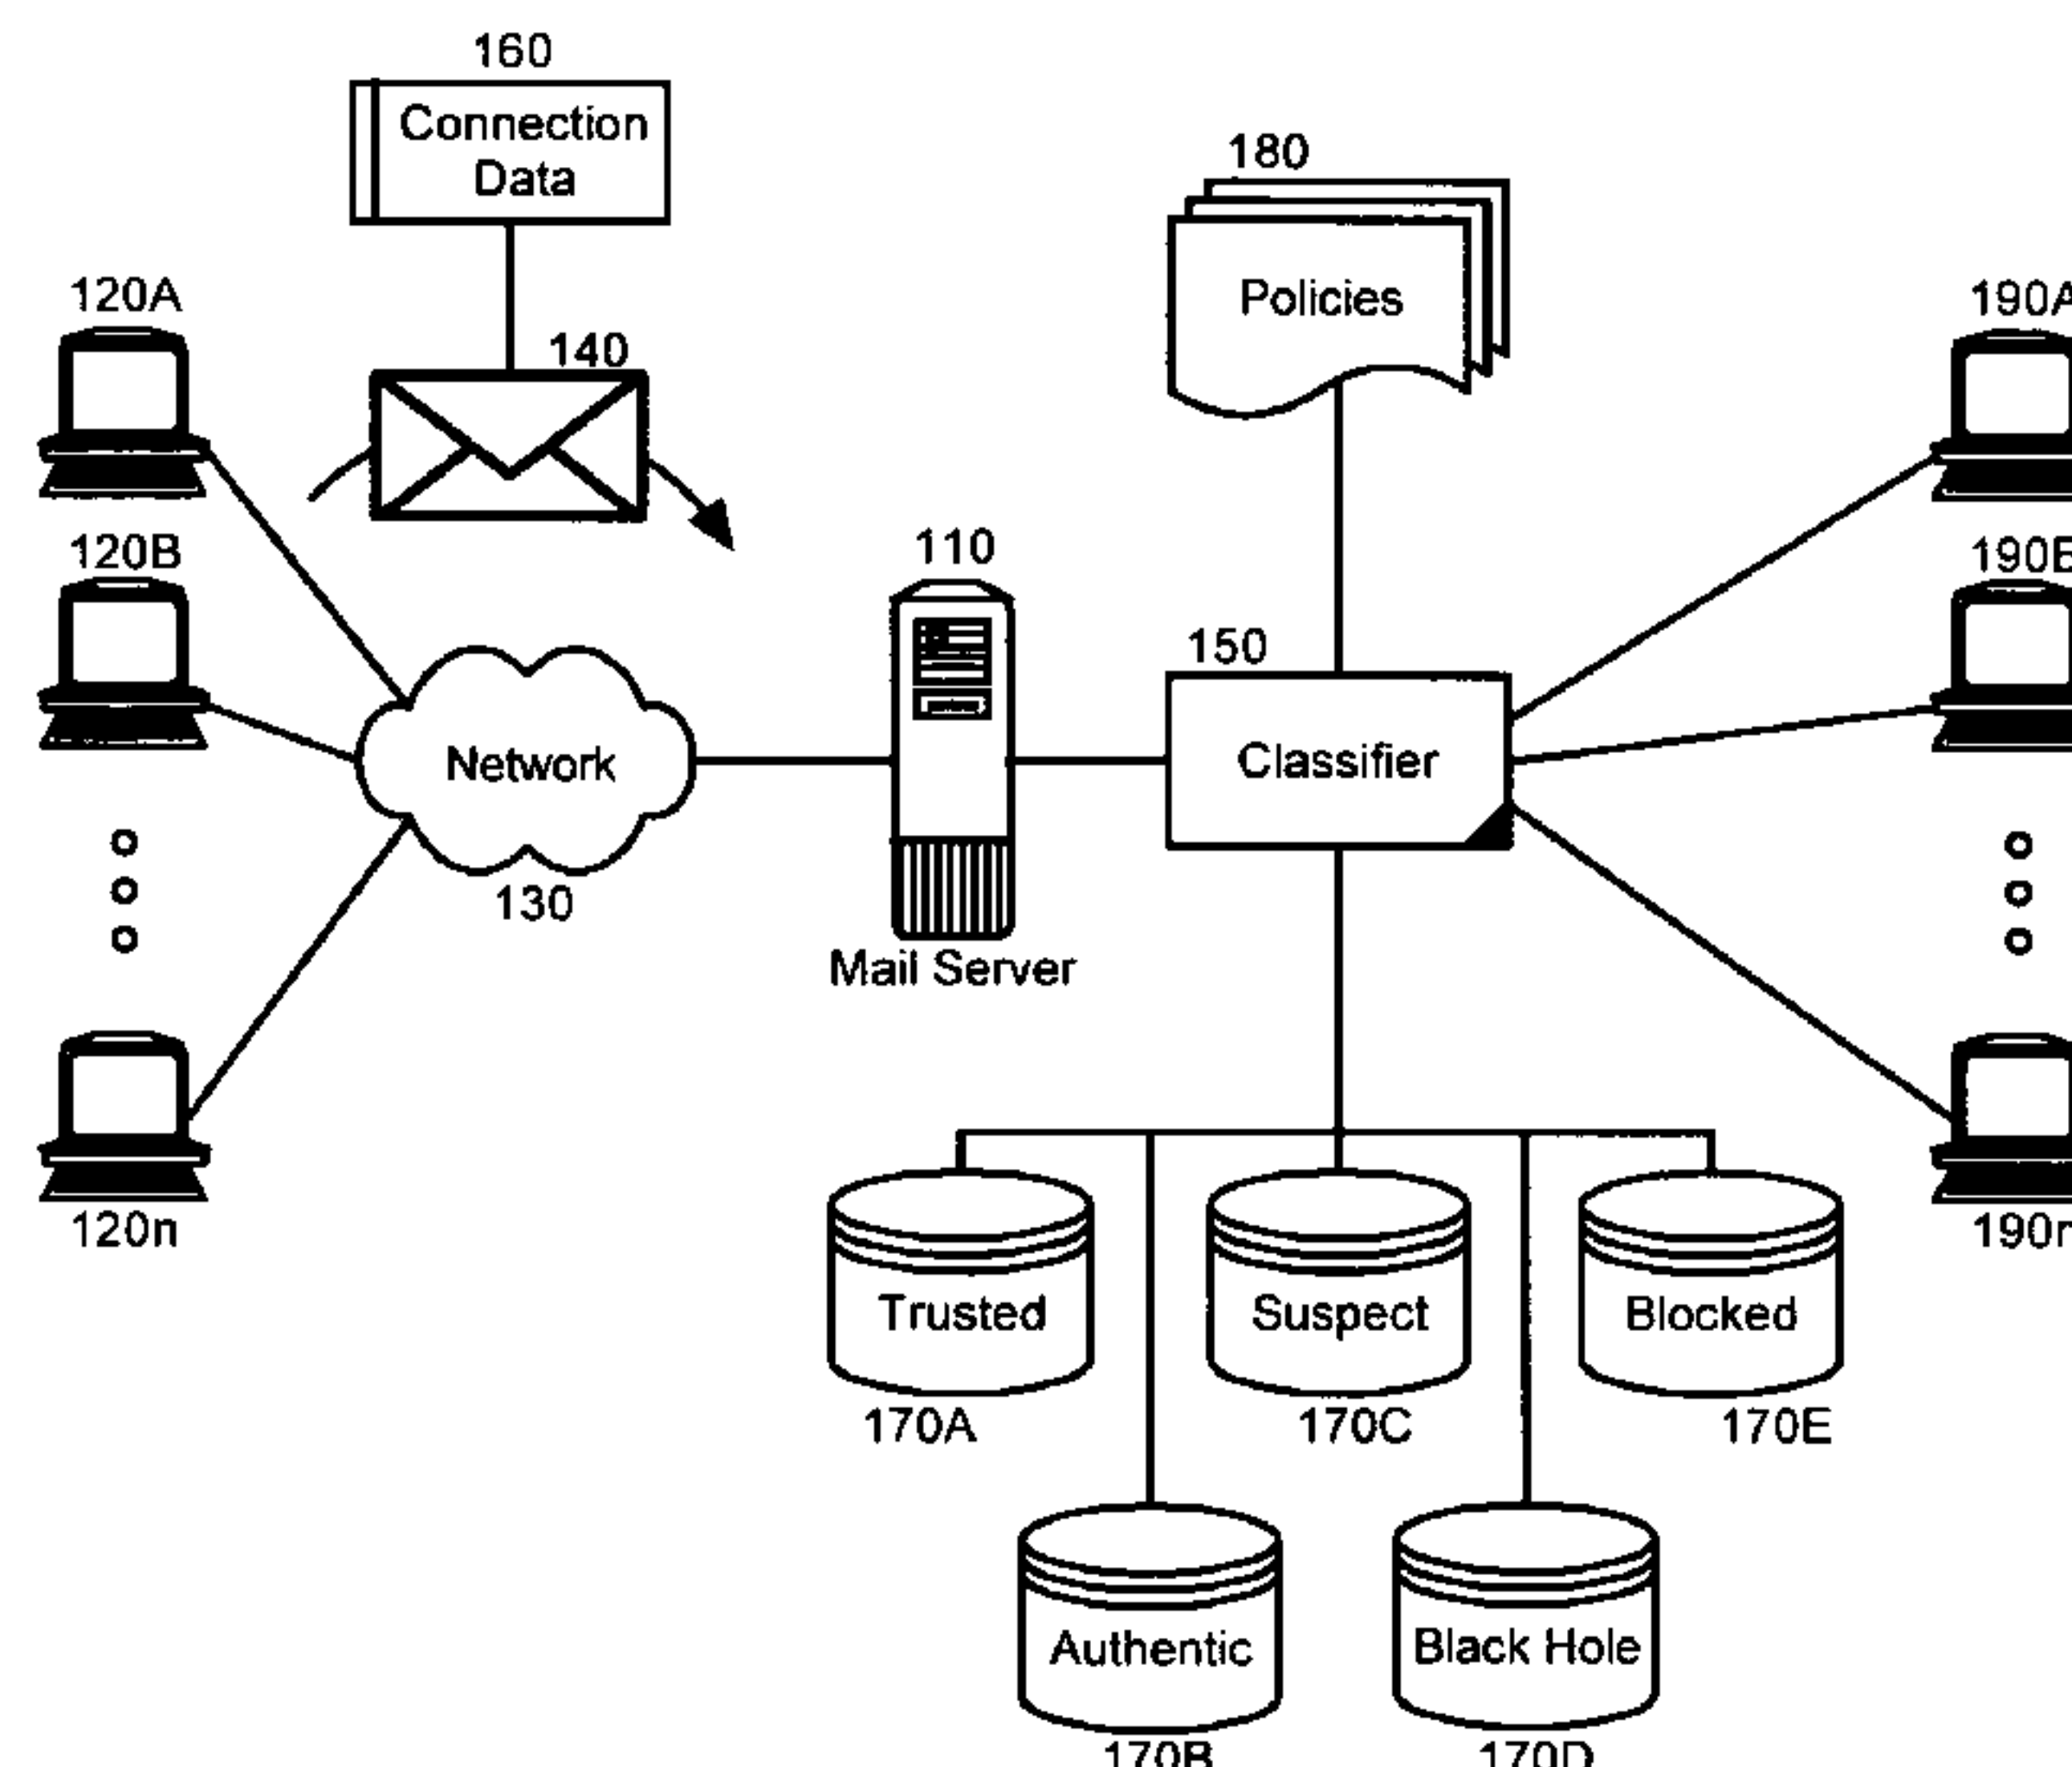 160
Connection
Data
180
Policies
120A
140
190A
120B
110
190B
150
Network
Classifier
130
Mail Server
120n
190n
Trusted
Suspect
Blocked
170A
170C
170E
Authentic
Black Hole
170B
170D